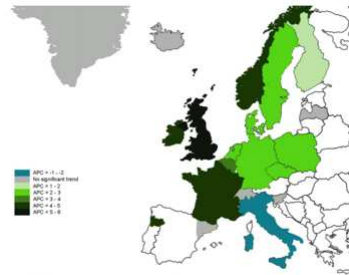 APC = -1 - -2
No significant trend
APC = 1 - 2
APC = 2 - 3
APC = 3 - 4
APC = 4 - 5
APC = 5 - 6